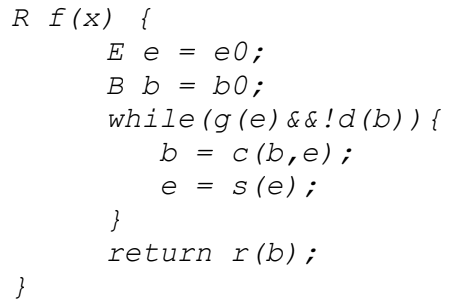 R f(x) {
E e = e0;
B b = b0;
while(g(e)&&!d(b)){
b = c(b,e);
e = s(e);
}
return r(b);
}